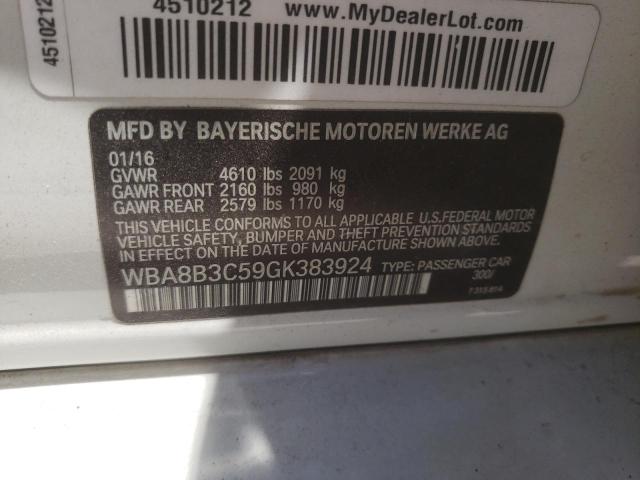 4510212
www.MyDealerLot.com
4510212
MFD BY BAYERISCHE MOTOREN WERKE AG
01/16
GVWR 4610 lbs 2091 kg
GAWR FRONT 2160 lbs 980 kg
GAWR REAR 2579 lbs 1170 kg
THIS VEHICLE CONFORMS TO ALL APPLICABLE U.S.FEDERAL MOTOR
VEHICLE SAFETY, BUMPER AND THEFT PREVENTION STANDARDS
IN EFFECT ON THE DATE OF MANUFACTURE SHOWN ABOVE.
WBA8B3C59GK383924 TYPE: PASSENGER CAR
300/